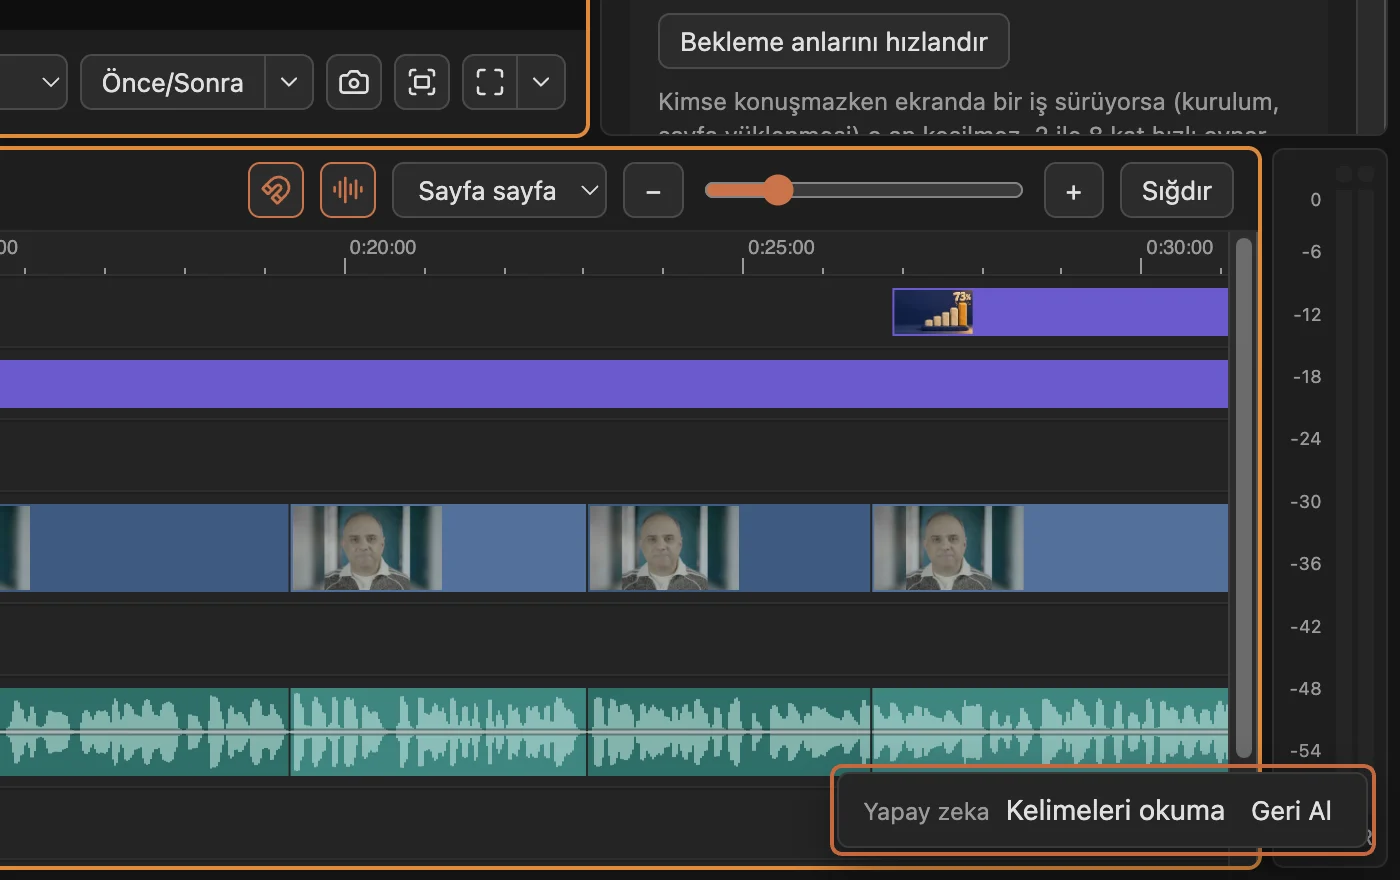 Bekleme anlarını hızlandır
Önce/Sonra
Kimse konuşmazken ekranda bir iş sürüyorsa (kurulum,
Sayfa sayfa
−
+
Sığdır
00
0:20:00
0:25:00
0:30:00
73%
0
-6
-12
-18
-24
-30
-36
-42
-48
-54
Yapay zeka Kelimeleri okuma Geri Al